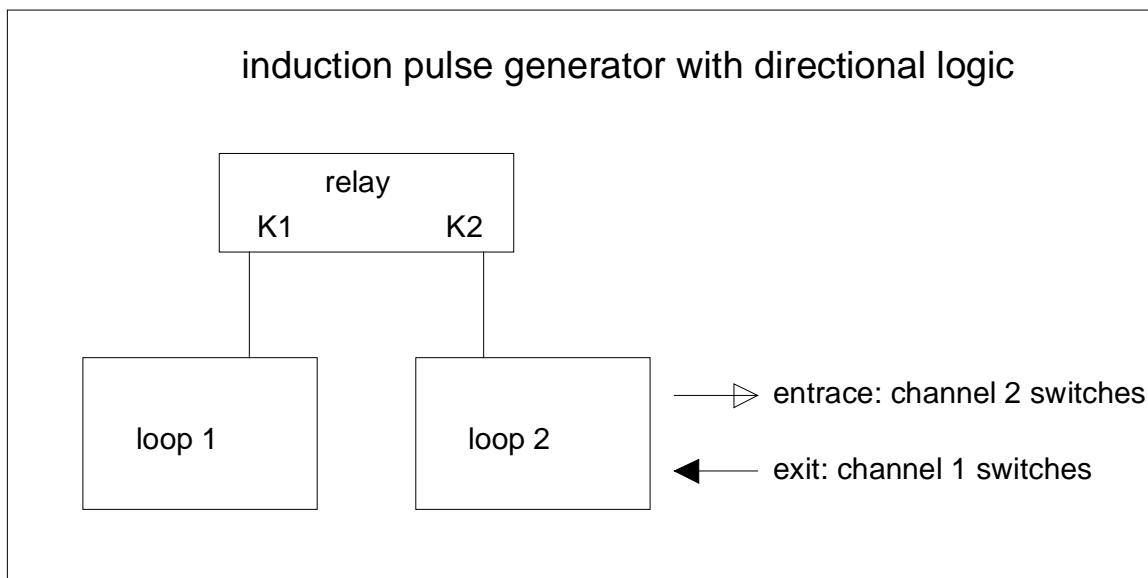 induction pulse generator with directional logic
relay
K1 K2
loop 1 loop 2
entrace: channel 2 switches
exit: channel 1 switches